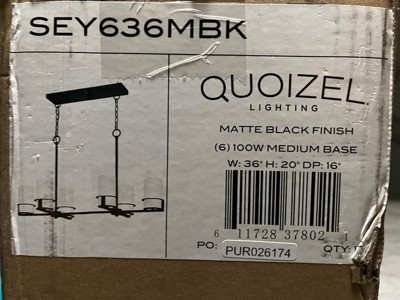 SEY636MBK
QUOIZEL
LIGHTING
MATTE BLACK FINISH
(6) 100W MEDIUM BASE
W: 36" H: 20" DP: 16"
6 11728 37802 1
PO: PUR026174 QTY: